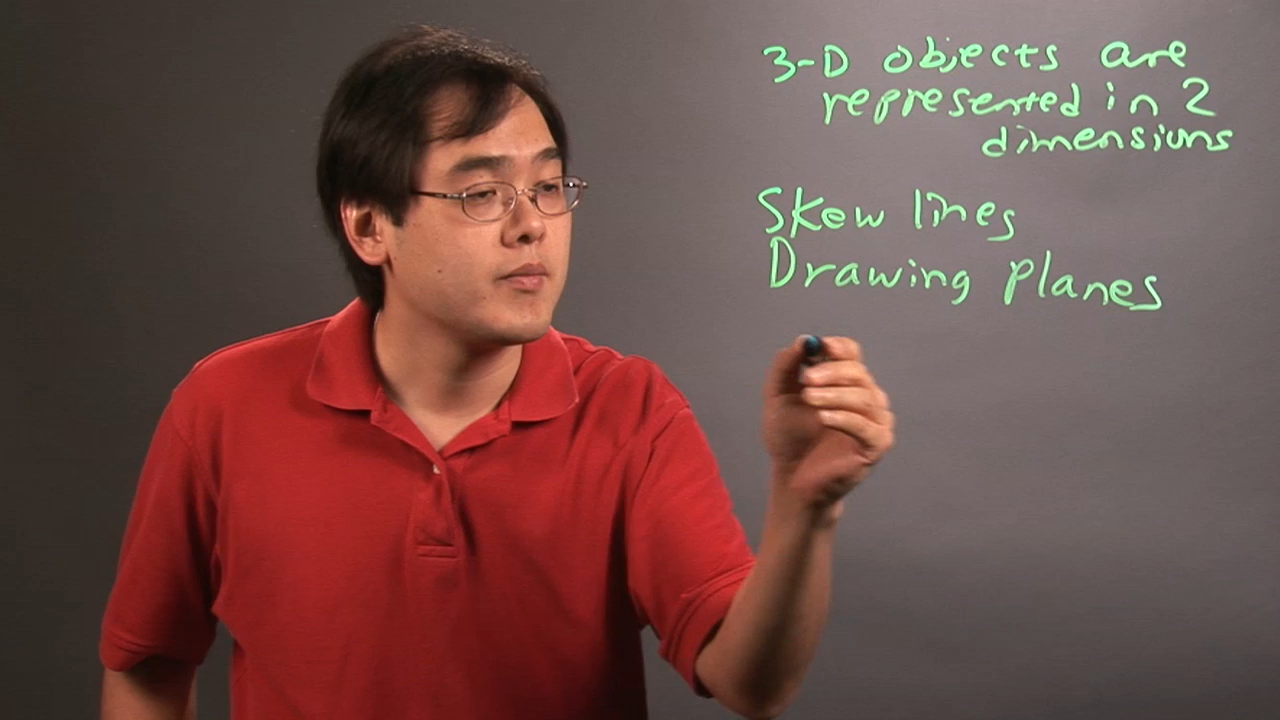 3-D objects are
represented in 2
dimensions
Skew lines
Drawing planes